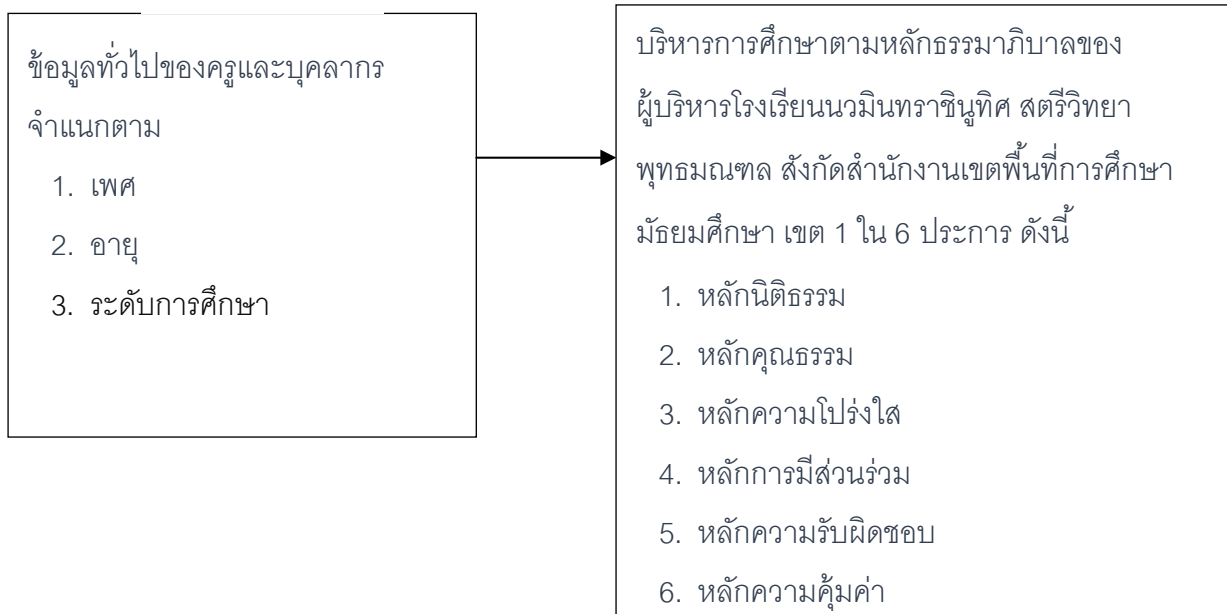 ข้อมูลทั่วไปของครูและบุคลากร
จำแนกตาม
1. เพศ
2. อายุ
3. ระดับการศึกษา
บริหารการศึกษาตามหลักธรรมาภิบาลของ
ผู้บริหารโรงเรียนนวมินทราชินูทิศ สตรีวิทยา
พุทธมณฑล สังกัดสำนักงานเขตพื้นที่การศึกษา
มัธยมศึกษา เขต 1 ใน 6 ประการ ดังนี้
1. หลักนิติธรรม
2. หลักคุณธรรม
3. หลักความโปร่งใส
4. หลักการมีส่วนร่วม
5. หลักความรับผิดชอบ
6. หลักความคุ้มค่า